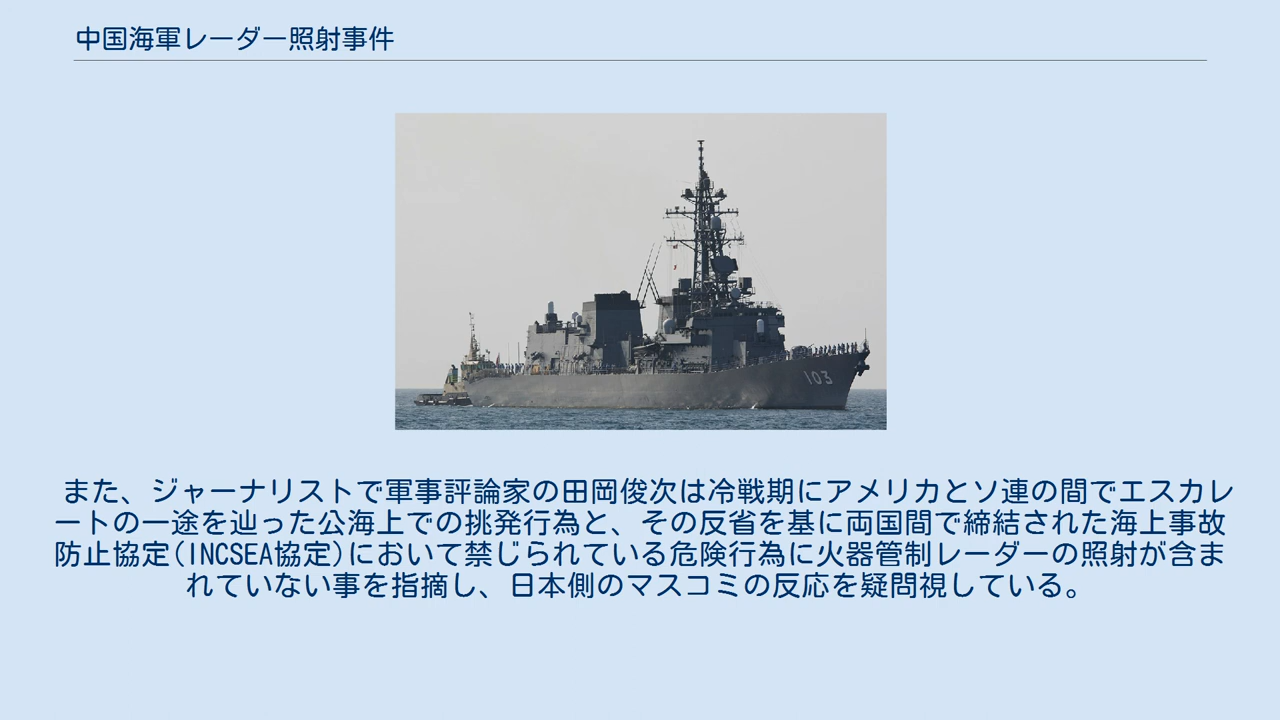 中国海軍レーダー照射事件
103
また、ジャーナリストで軍事評論家の田岡俊次は冷戦期にアメリカとソ連の間でエスカレ
ートの一途を辿った公海上での挑発行為と、その反省を基に両国間で締結された海上事故
防止協定(INCSEA協定)において禁じられている危険行為に火器管制レーダーの照射が含ま
れていない事を指摘し、日本側のマスコミの反応を疑問視している。